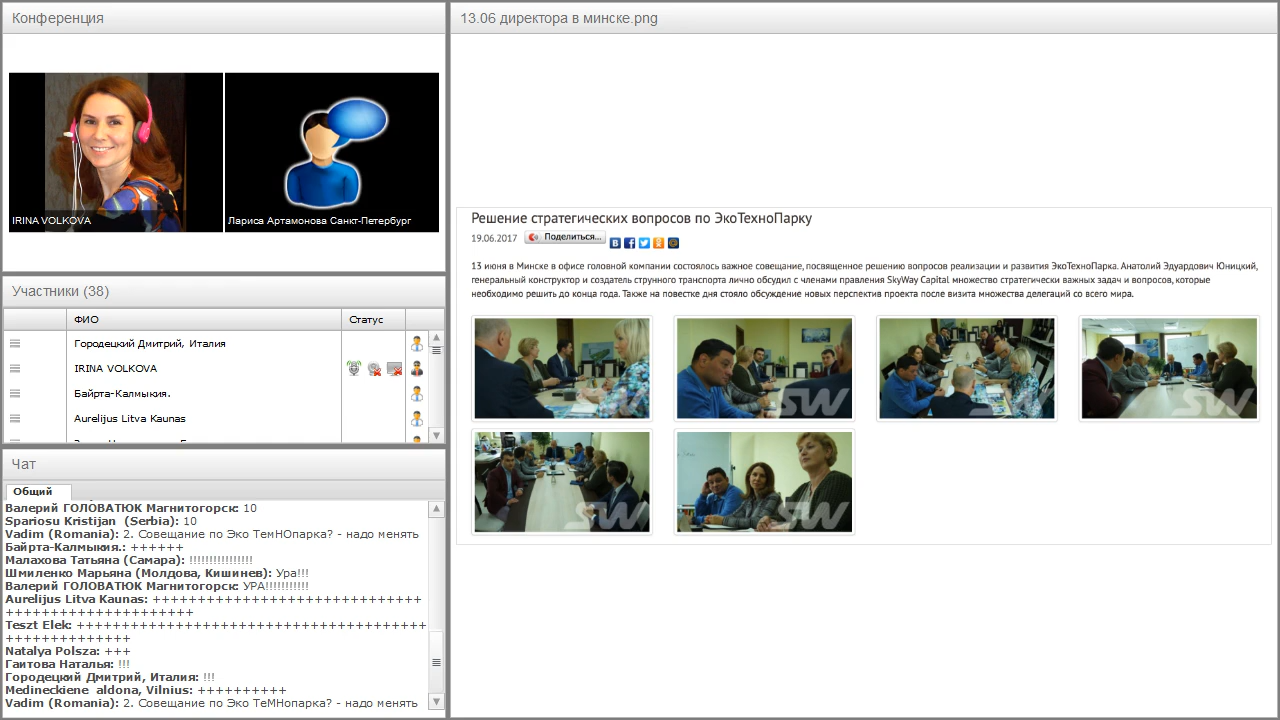 Конференция
IRINA VOLKOVA
Лариса Артамонова Санкт-Петербург
Участники (38)
ФИО Статус
Городецкий Дмитрий, Италия
IRINA VOLKOVA
Байрта-Калмыкия.
Aurelijus Litva Kaunas
Чат
Общий
Валерий ГОЛОВАТЮК Магнитогорск: 10
Spariosu Kristijan (Serbia): 10
Vadim (Romania): 2. Совещание по Эко ТемНОпарка? - надо менять
Байрта-Калмыкия.: ++++++
Малахова Татьяна (Самара): !!!!!!!!!!!!!!!!
Шмиленко Марьяна (Молдова, Кишинев): Ура!!!
Валерий ГОЛОВАТЮК Магнитогорск: УРА!!!!!!!!!!!
Aurelijus Litva Kaunas: ++++++++++++++++++++++++++++++
+++++++++++++++++++++
Teszt Elek: +++++++++++++++++++++++++++++++++++++++
++++++++++++++
Natalya Polsza: +++
Гаитова Наталья: !!!
Городецкий Дмитрий, Италия: !!!
Medineckiene aldona, Vilnius: ++++++++++
Vadim (Romania): 2. Совещание по Эко ТеМНопарка? - надо менять
13.06 директора в минске.png
Решение стратегических вопросов по ЭкоТехноПарку
19.06.2017 Поделиться...
13 июня в Минске в офисе головной компании состоялось важное совещание, посвященное решению вопросов реализации и развития ЭкоТехноПарка. Анатолий Эдуардович Юницкий,
генеральный конструктор и создатель струнного транспорта лично обсудил с членами правления SkyWay Capital множество стратегически важных задач и вопросов, которые
необходимо решить до конца года. Также на повестке дня стояло обсуждение новых перспектив проекта после визита множества делегаций со всего мира.
SW
SW
SW
SW
SW
SW